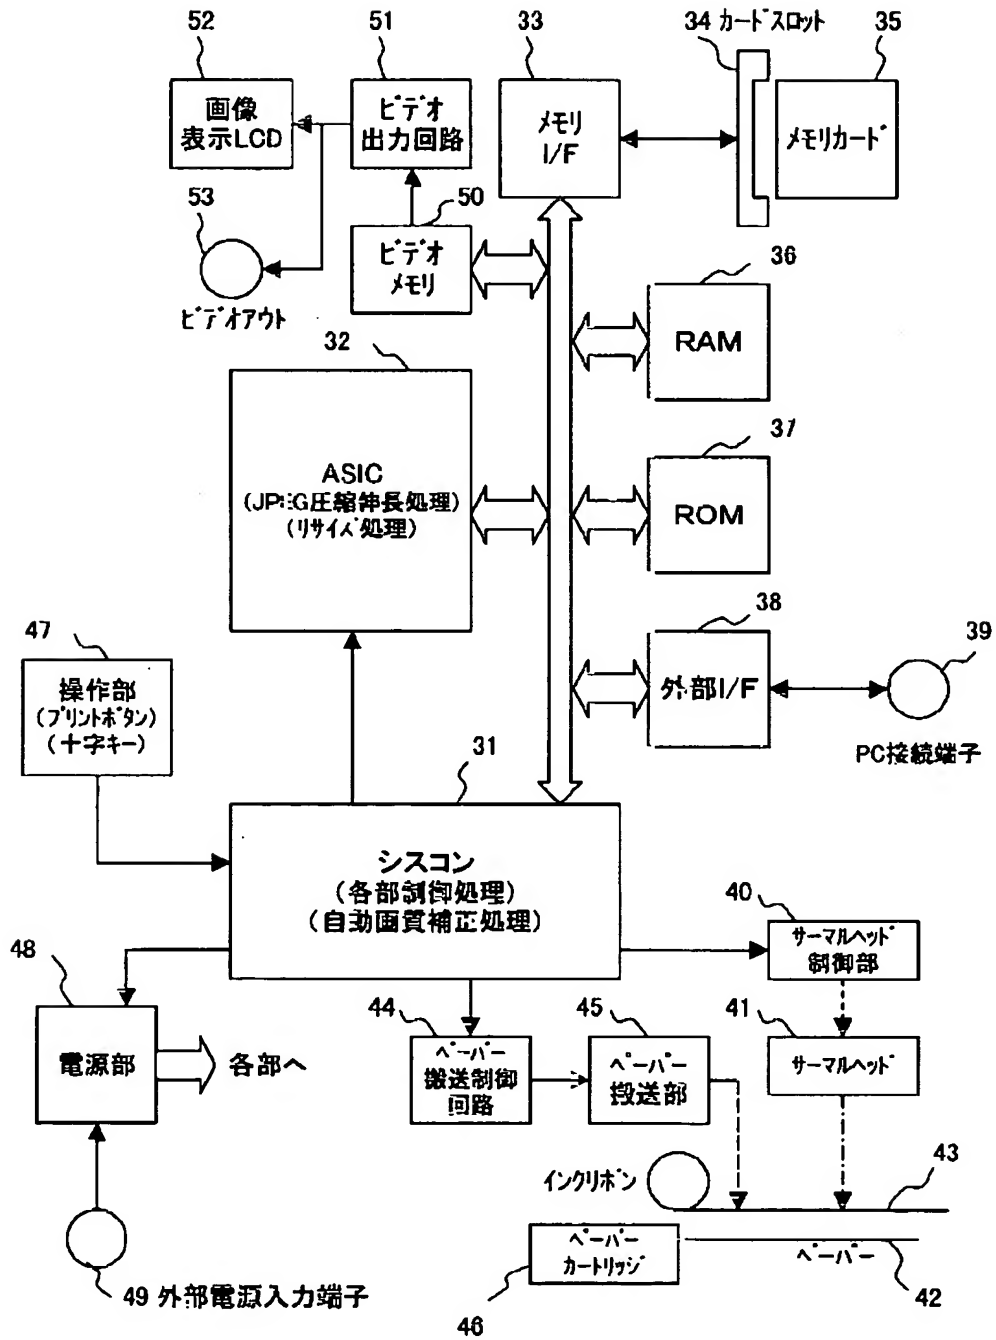 52
51
33
34 カードスロット
35
画像
表示LCD
ビデオ
出力回路
メモリ
I/F
メモリカード
53
50
ビデオ
メモリ
ビデオアウト
36
RAM
32
ASIC
(JPEG圧縮伸長処理)
(リサイズ処理)
37
ROM
38
外部I/F
39
PC接続端子
47
操作部
(プリントボタン)
(十字キー)
31
シスコン
(各部制御処理)
(自動画質補正処理)
40
サーマルヘッド
制御部
48
電源部
各部へ
44
ペーパー
搬送制御
回路
45
ペーパー
搬送部
41
サーマルヘッド
インクリボン
43
ペーパー
カートリッジ
ペーパー
49 外部電源入力端子
46
42